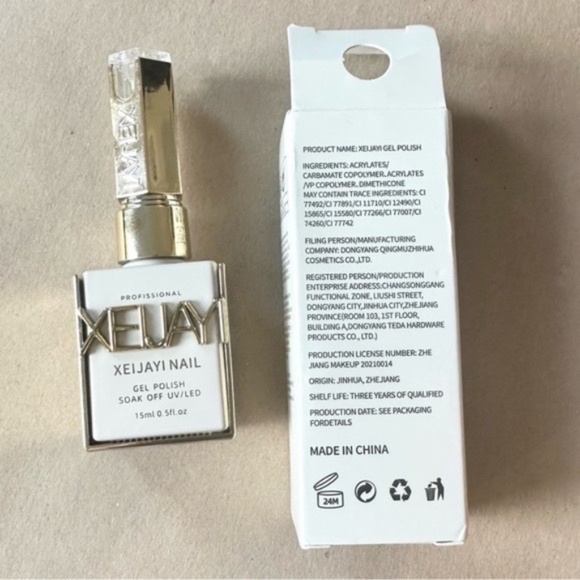 PROFISSIONAL
XEIJAYI
XEIJAYI NAIL
GEL POLISH
SOAK OFF UV/LED
15ml 0.5fl.oz
PRODUCT NAME: XEIJAYI GEL POLISH
INGREDIENTS: ACRYLATES/
CARBAMATE COPOLYMER. ACRYLATES
/VP COPOLYMER. DIMETHICONE
MAY CONTAIN TRACE INGREDIENTS: CI
77492/CI 77891/CI 11710/CI 12490/CI
15865/CI 15580/CI 77266/CI 77007/CI
74260/CI 77742
FILING PERSON/MANUFACTURING
COMPANY: DONGYANG QINGMUZHIHUA
COSMETICS CO.,LTD.
REGISTERED PERSON/PRODUCTION
ENTERPRISE ADDRESS:CHANGSONGGANG
FUNCTIONAL ZONE, LIUSHI STREET,
DONGYANG CITY,JINHUA CITY,ZHEJIANG
PROVINCE(ROOM 103, 1ST FLOOR,
BUILDING A,DONGYANG TEDA HARDWARE
PRODUCTS CO., LTD.)
PRODUCTION LICENSE NUMBER: ZHE
JIANG MAKEUP 20210014
ORIGIN: JINHUA, ZHEJIANG
SHELF LIFE: THREE YEARS OF QUALIFIED
PRODUCTION DATE: SEE PACKAGING
FORDETAILS
MADE IN CHINA
24M